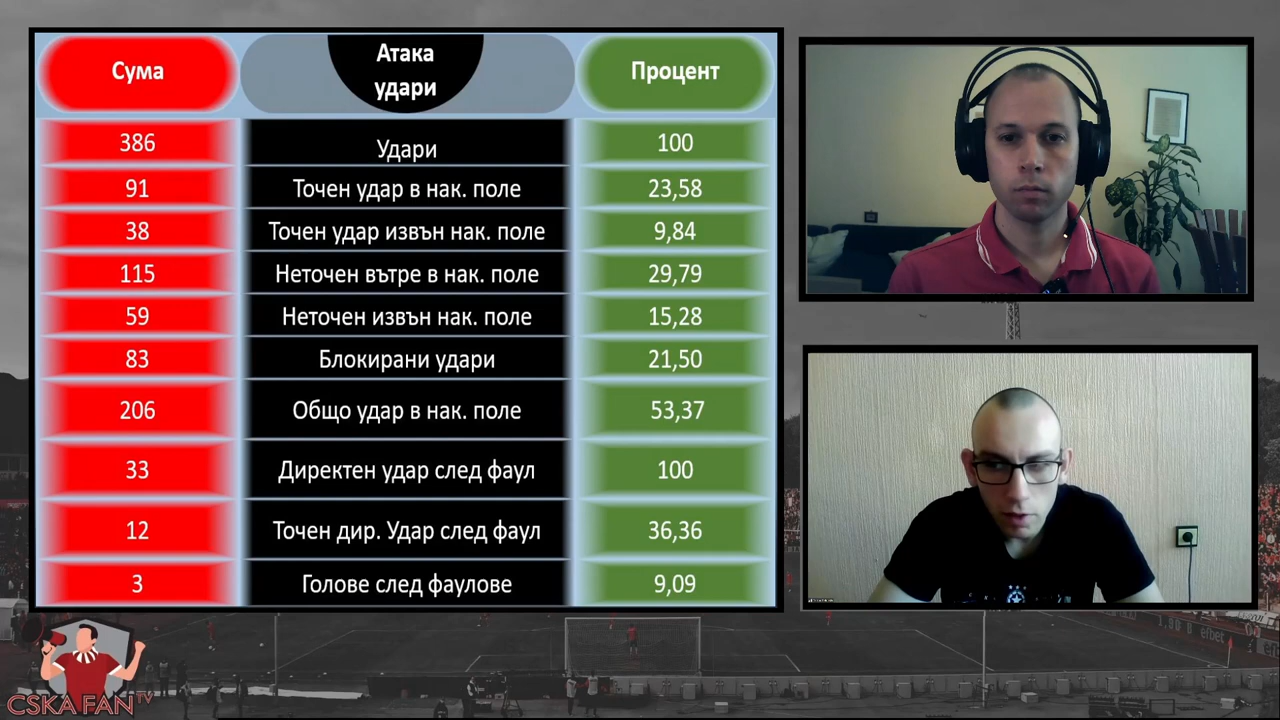 Сума
Атака
удари
Процент
386 Удари 100
91 Точен удар в нак. поле 23,58
38 Точен удар извън нак. поле 9,84
115 Неточен вътре в нак. поле 29,79
59 Неточен извън нак. поле 15,28
83 Блокирани удари 21,50
206 Общо удар в нак. поле 53,37
33 Директен удар след фаул 100
12 Точен дир. Удар след фаул 36,36
3 Голове след фаулове 9,09
CSKA FAN TV
efbet